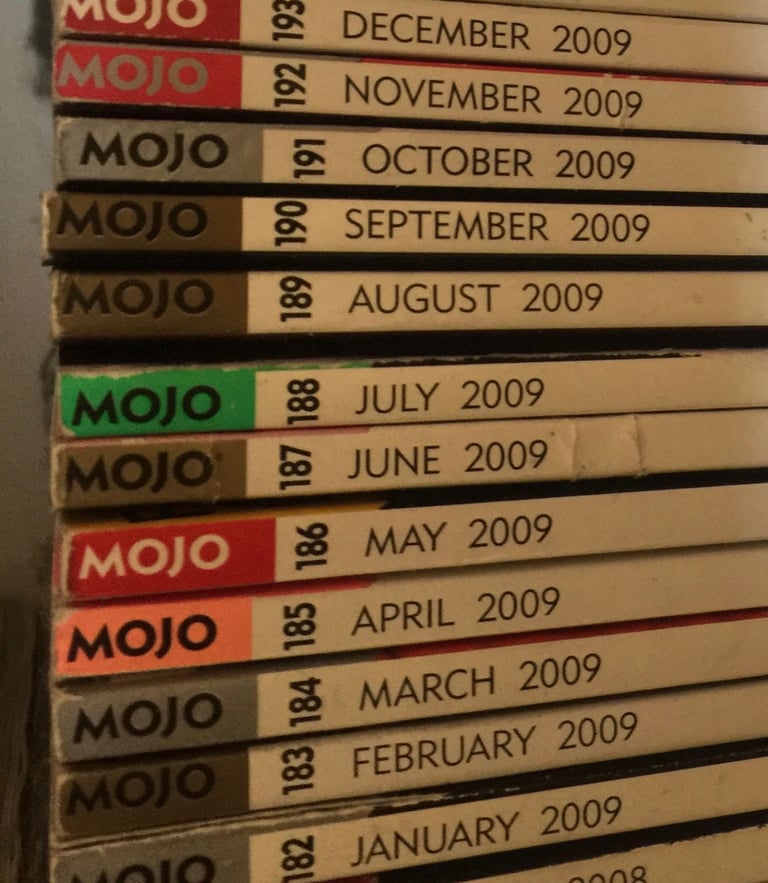 MOJO 193 DECEMBER 2009
MOJO 192 NOVEMBER 2009
MOJO 191 OCTOBER 2009
MOJO 190 SEPTEMBER 2009
MOJO 189 AUGUST 2009
MOJO 188 JULY 2009
MOJO 187 JUNE 2009
MOJO 186 MAY 2009
MOJO 185 APRIL 2009
MOJO 184 MARCH 2009
MOJO 183 FEBRUARY 2009
MOJO 182 JANUARY 2009
2008